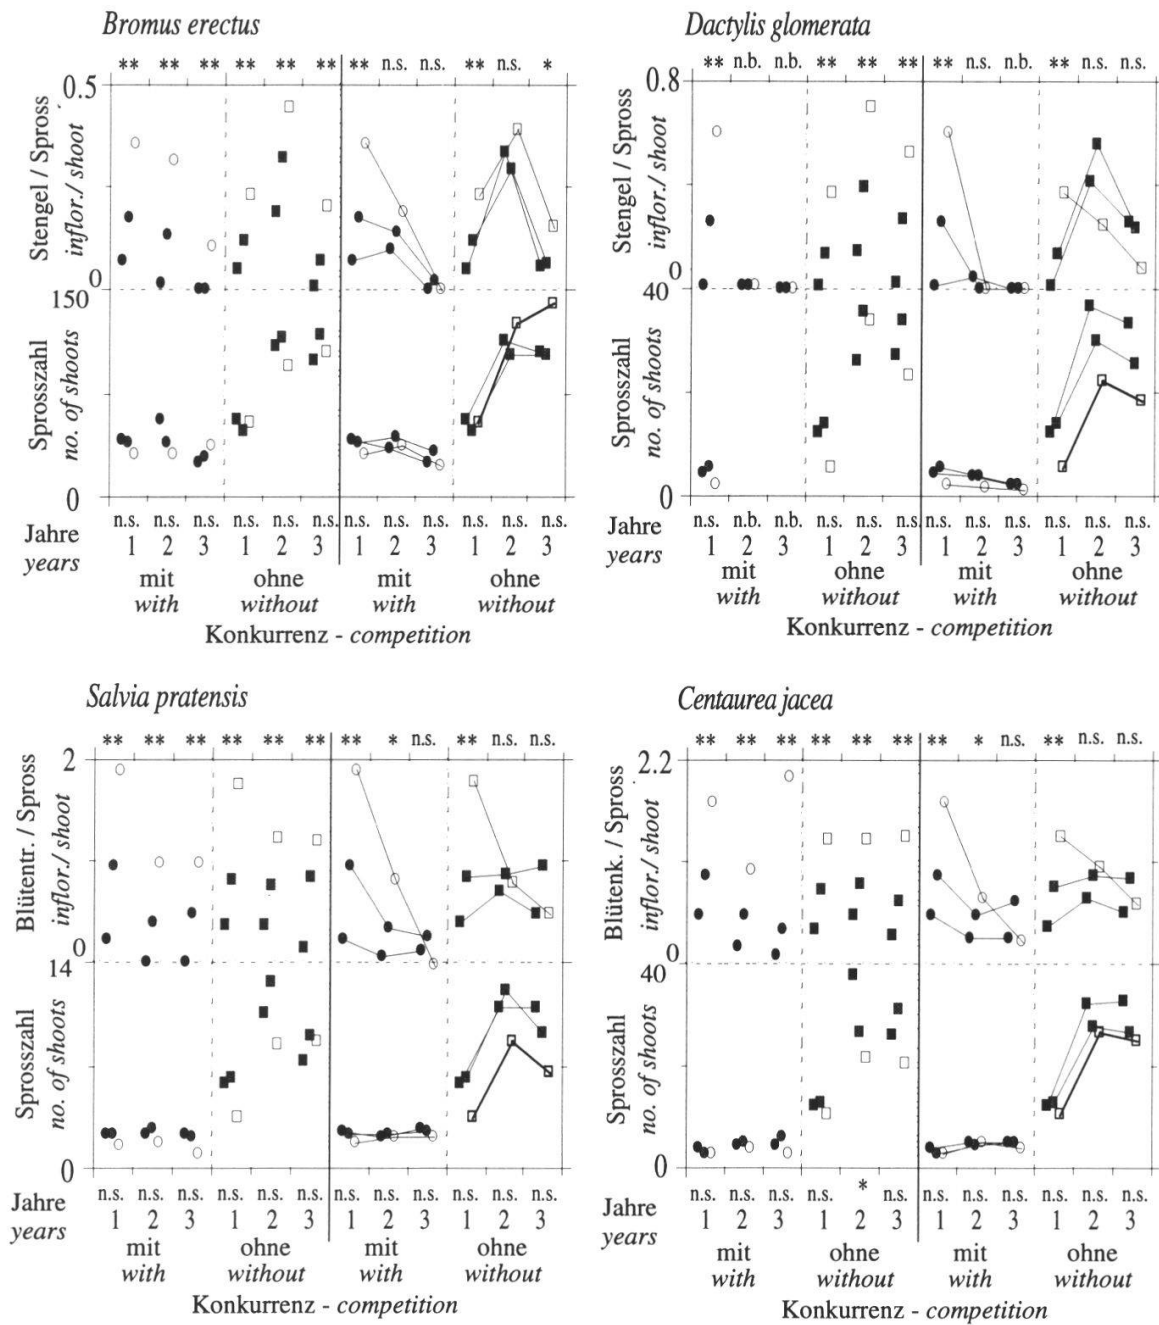 Bromus erectus
** ** ** ** ** ** ** n.s. n.s. ** n.s. *
0.5
Stengel / Spross
inflor./ shoot
0
150
Sprosszahl
no. of shoots
0
n.s. n.s. n.s. n.s. n.s. n.s. n.s. n.s. n.s. n.s. n.s. n.s.
Jahre 1 2 3 1 2 3 1 2 3 1 2 3
years
mit ohne mit ohne
with without with without
Konkurrenz - competition
Dactylis glomerata
** n.b. n.b. ** ** ** ** n.s. n.b. ** n.s. n.s.
0.8
Stengel / Spross
inflor./ shoot
0
40
Sprosszahl
no. of shoots
0
n.s. n.b. n.b. n.s. n.s. n.s. n.s. n.s. n.s. n.s. n.s. n.s.
Jahre 1 2 3 1 2 3 1 2 3 1 2 3
years
mit ohne mit ohne
with without with without
Konkurrenz - competition
Salvia pratensis
** ** ** ** ** ** ** * n.s. ** n.s. n.s.
2
Blütentr. / Spross
inflor./ shoot
0
14
Sprosszahl
no. of shoots
0
n.s. n.s. n.s. n.s. n.s. n.s. n.s. n.s. n.s. n.s. n.s. n.s.
Jahre 1 2 3 1 2 3 1 2 3 1 2 3
years
mit ohne mit ohne
with without with without
Konkurrenz - competition
Centaurea jacea
** ** ** ** ** ** ** * n.s. ** n.s. n.s.
2.2
Blütenk. / Spross
inflor./ shoot
0
40
Sprosszahl
no. of shoots
0
n.s. n.s. n.s. n.s. * n.s. n.s. n.s. n.s. n.s. n.s. n.s.
Jahre 1 2 3 1 2 3 1 2 3 1 2 3
years
mit ohne mit ohne
with without with without
Konkurrenz - competition